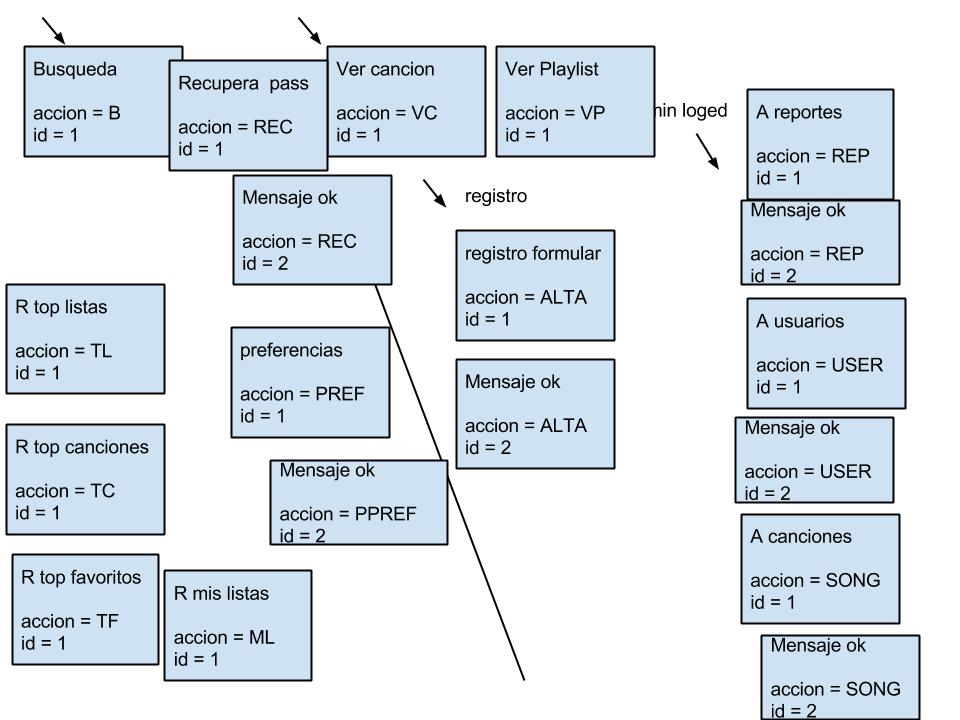 Busqueda
accion = B
id = 1
Recupera pass
accion = REC
id = 1
Ver cancion
accion = VC
id = 1
Ver Playlist
accion = VP
id = 1
loged
A reportes
accion = REP
id = 1
Mensaje ok
accion = REP
id = 2
Mensaje ok
accion = REC
id = 2
registro
registro formular
accion = ALTA
id = 1
Mensaje ok
accion = ALTA
id = 2
R top listas
accion = TL
id = 1
preferencias
accion = PREF
id = 1
A usuarios
accion = USER
id = 1
Mensaje ok
accion = USER
id = 2
R top canciones
accion = TC
id = 1
Mensaje ok
accion = PPREF
id = 2
A canciones
accion = SONG
id = 1
R top favoritos
accion = TF
id = 1
R mis listas
accion = ML
id = 1
Mensaje ok
accion = SONG
id = 2